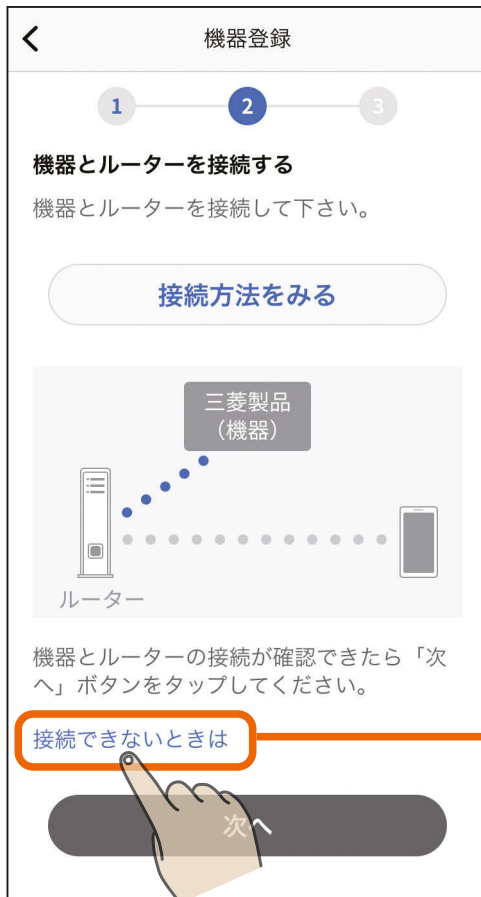 機器登録
1
2
3
機器とルーターを接続する
機器とルーターを接続して下さい。
接続方法をみる
三菱製品
（機器）
ルーター
機器とルーターの接続が確認できたら「次
へ」ボタンをタップしてください。
接続できないときは
次へ